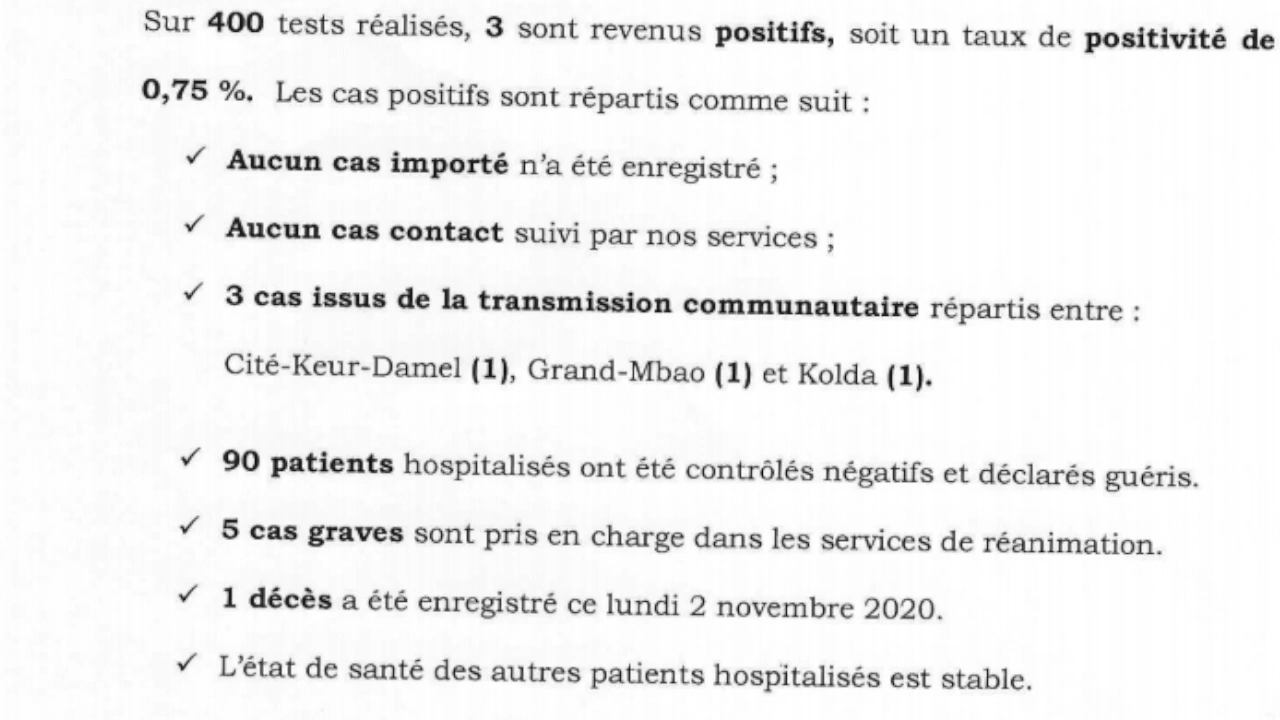 Sur 400 tests réalisés, 3 sont revenus positifs, soit un taux de positivité de
0,75 %. Les cas positifs sont répartis comme suit :
✓ Aucun cas importé n'a été enregistré ;
✓ Aucun cas contact suivi par nos services ;
✓ 3 cas issus de la transmission communautaire répartis entre :
Cité-Keur-Damel (1), Grand-Mbao (1) et Kolda (1).
✓ 90 patients hospitalisés ont été contrôlés négatifs et déclarés guéris.
✓ 5 cas graves sont pris en charge dans les services de réanimation.
✓ 1 décès a été enregistré ce lundi 2 novembre 2020.
✓ L'état de santé des autres patients hospitalisés est stable.